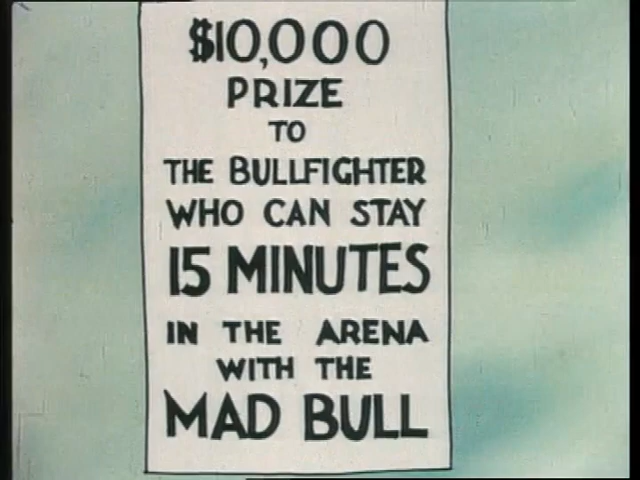 $10,000
PRIZE
TO
THE BULLFIGHTER
WHO CAN STAY
15 MINUTES
IN THE ARENA
WITH THE
MAD BULL